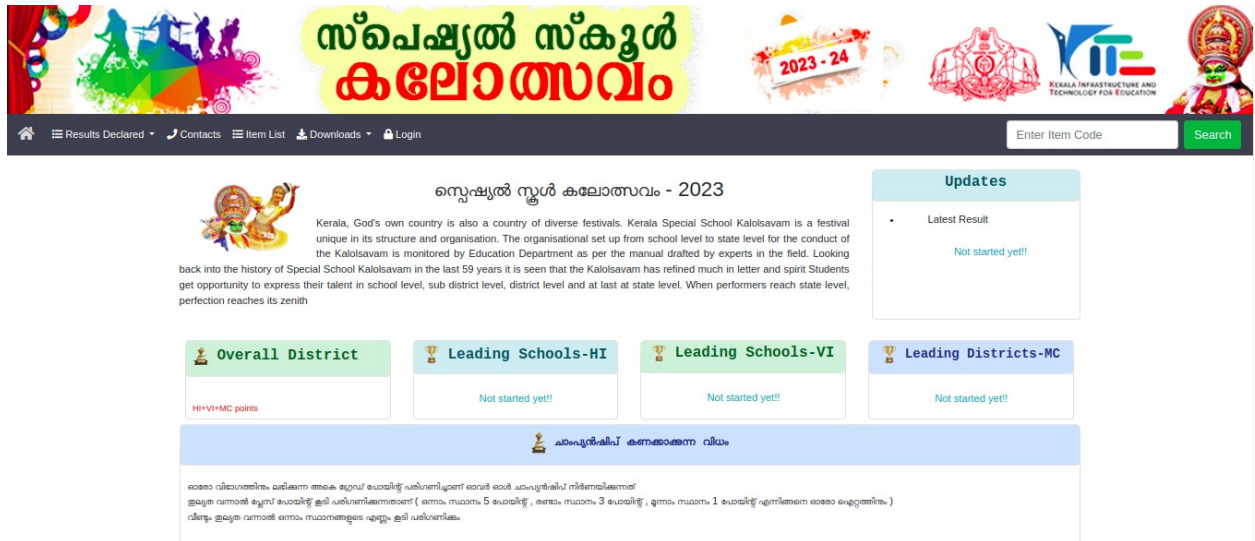 സ്പെഷ്യൽ സ്കൂൾ
കലോത്സവം
2023 - 24
KERALA INFRASTRUCTURE AND
TECHNOLOGY FOR EDUCATION
Results Declared Contacts Item List Downloads Login Enter Item Code Search
സ്പെഷ്യൽ സ്കൂൾ കലോത്സവം - 2023
Kerala, God's own country is also a country of diverse festivals. Kerala Special School Kalolsavam is a festival
unique in its structure and organisation. The organisational set up from school level to state level for the conduct of
the Kalolsavam is monitored by Education Department as per the manual drafted by experts in the field. Looking
back into the history of Special School Kalolsavam in the last 59 years it is seen that the Kalolsavam has refined much in letter and spirit Students
get opportunity to express their talent in school level, sub district level, district level and at last at state level. When performers reach state level,
perfection reaches its zenith
Updates
Latest Result
Not started yet!!
Overall District
HI+VI+MC points
Leading Schools-HI
Not started yet!!
Leading Schools-VI
Not started yet!!
Leading Districts-MC
Not started yet!!
ചാംപ്യൻഷിപ് കണക്കാക്കുന്ന വിധം
ഓരോ വിഭാഗത്തിനും ലഭിക്കുന്ന അകെ ഗ്രേഡ് പോയിന്റ് പരിഗണിച്ചാണ് ഓവർ ഓൾ ചാംപ്യൻഷിപ് നിർണയിക്കുന്നത്
തുല്യത വന്നാൽ പ്ലേസ് പോയിന്റ് കൂടി പരിഗണിക്കുന്നതാണ് ( ഒന്നാം സ്ഥാനം 5 പോയിന്റ് , രണ്ടാം സ്ഥാനം 3 പോയിന്റ് , മൂന്നാം സ്ഥാനം 1 പോയിന്റ് എന്നിങ്ങനെ ഓരോ ഐറ്റത്തിനും )
വീണ്ടും തുല്യത വന്നാൽ ഒന്നാം സ്ഥാനങ്ങളുടെ എണ്ണം കൂടി പരിഗണിക്കും